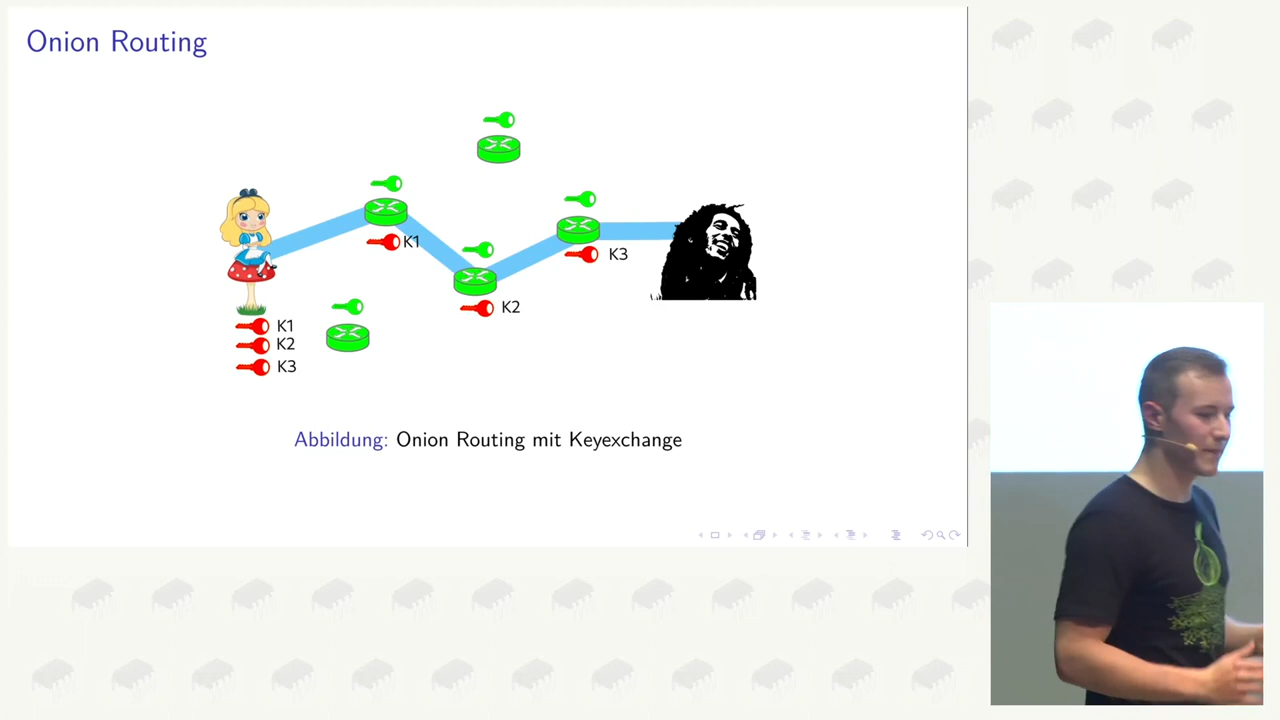 Onion Routing
K1
K3
K2
K1
K2
K3
Abbildung: Onion Routing mit Keyexchange